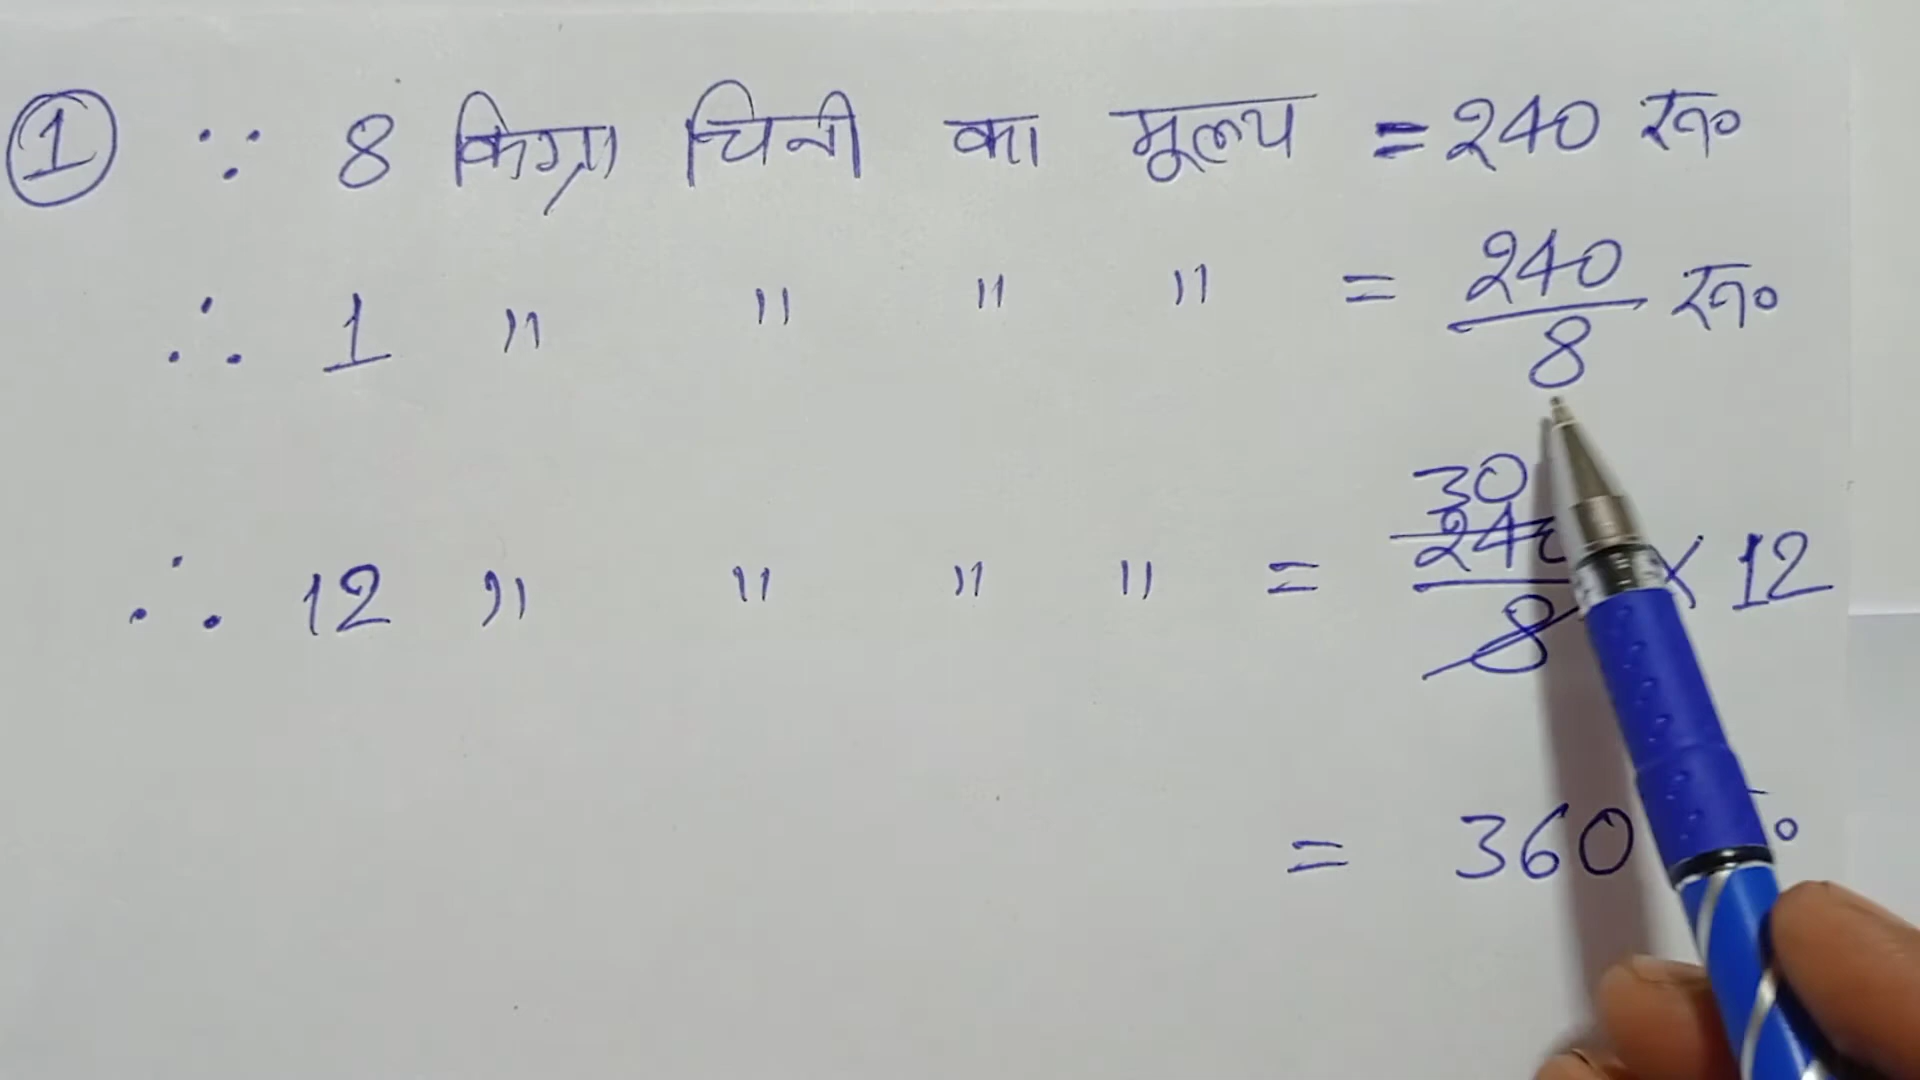 ① ∵ 8 किग्रा चिनी का मूल्य = 240 रू०
∴ 1 " " " " = 240/8 रू०
30
∴ 12 " " " " = 240/8 × 12
= 360